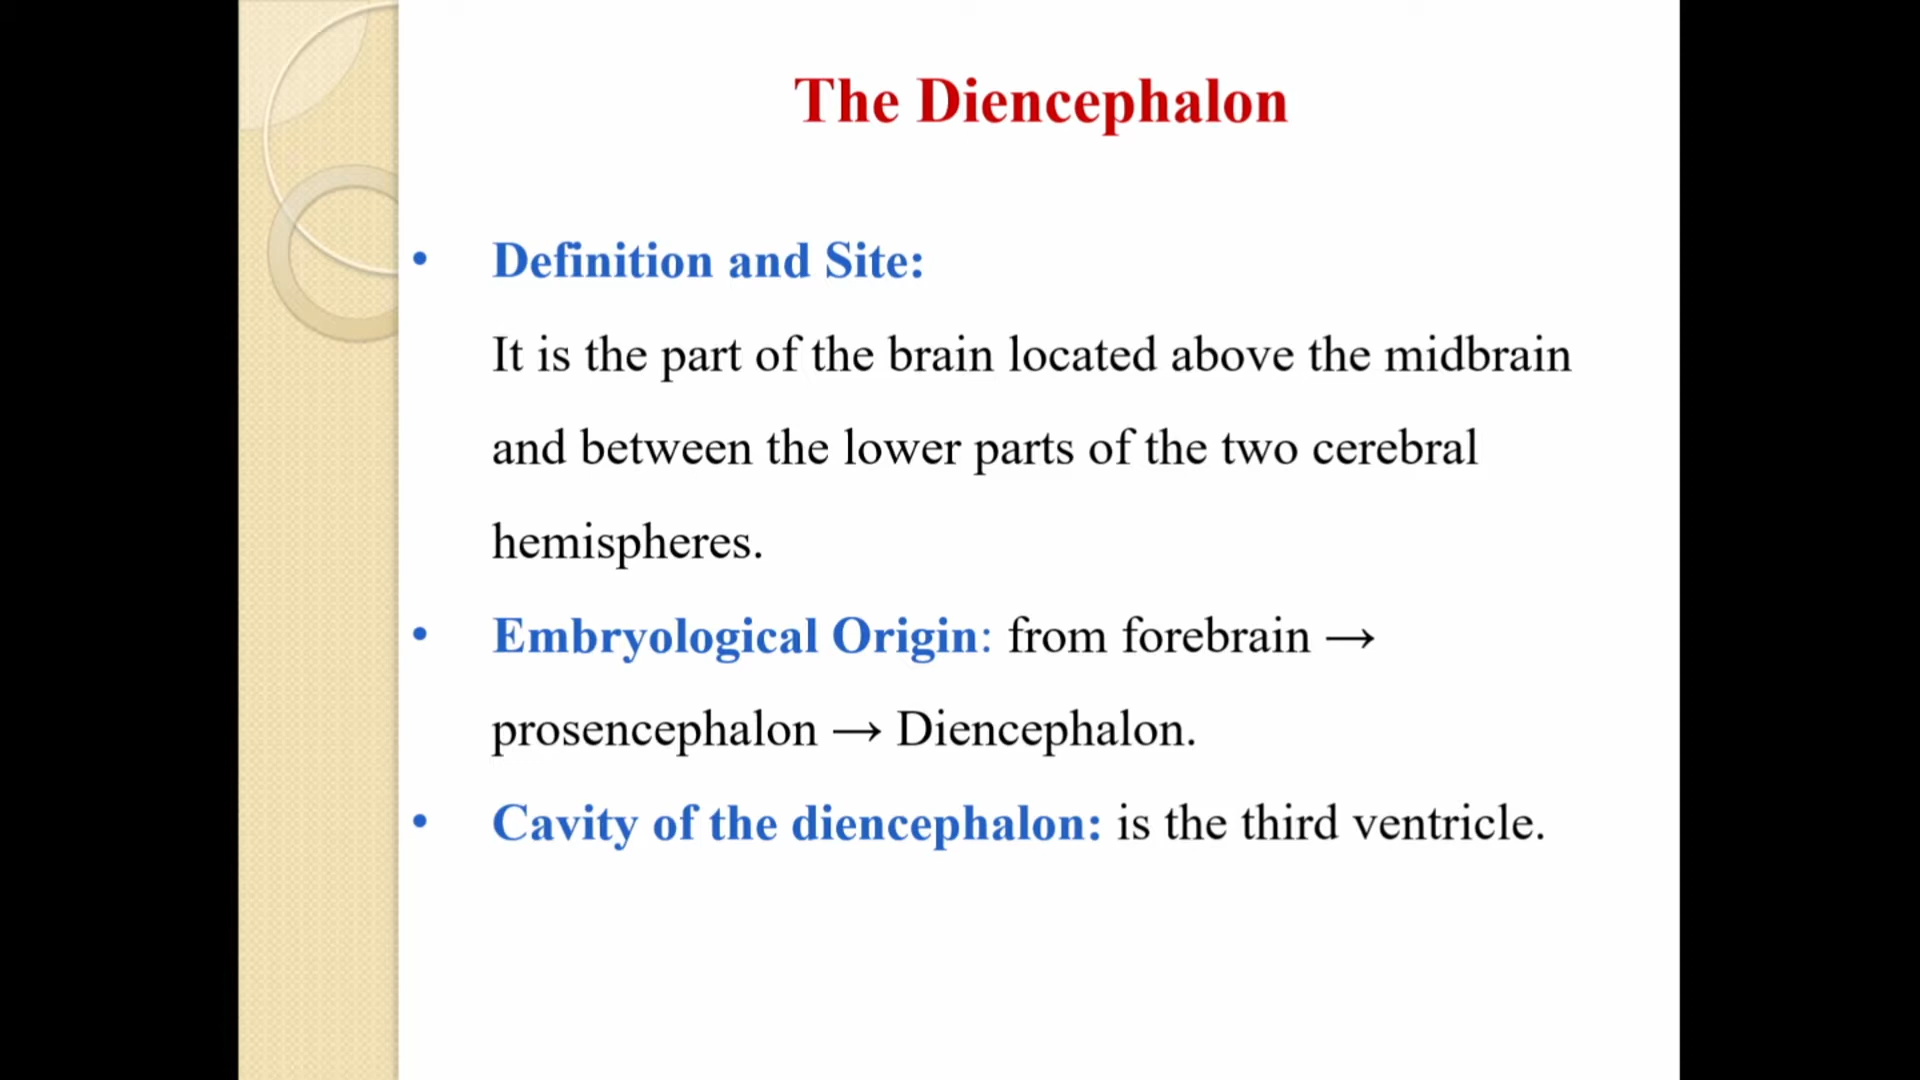 The Diencephalon
• Definition and Site:
It is the part of the brain located above the midbrain
and between the lower parts of the two cerebral
hemispheres.
• Embryological Origin: from forebrain →
prosencephalon → Diencephalon.
• Cavity of the diencephalon: is the third ventricle.